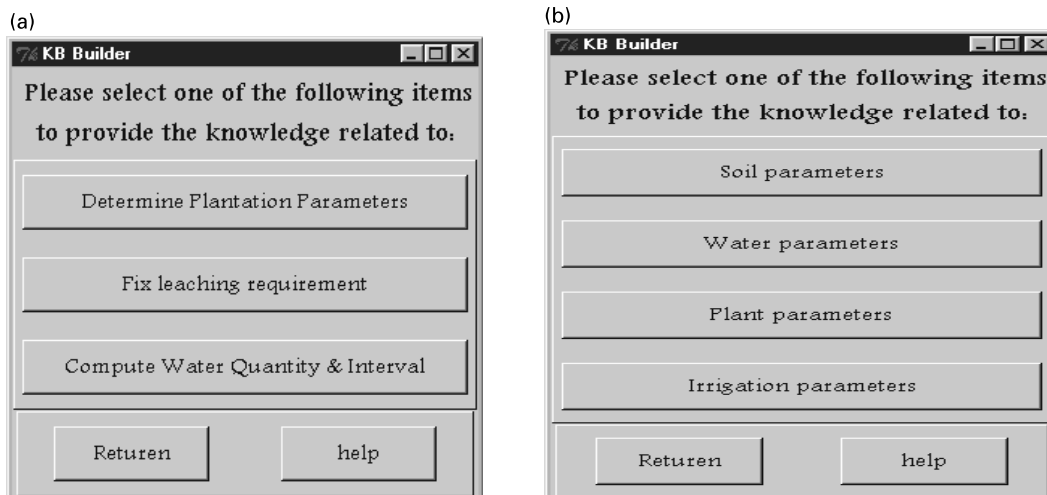 (a)
KB Builder
Please select one of the following items
to provide the knowledge related to:
Determine Plantation Parameters
Fix leaching requirement
Compute Water Quantity & Interval
Returen
help
(b)
KB Builder
Please select one of the following items
to provide the knowledge related to:
Soil parameters
Water parameters
Plant parameters
Irrigation parameters
Returen
help